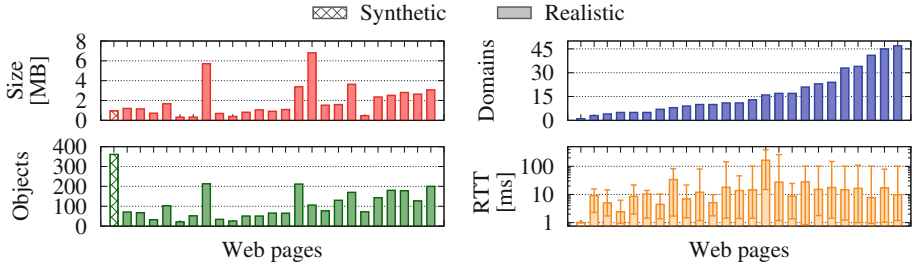 Synthetic Realistic
Size [MB]
8
6
4
2
0
Domains
45
30
15
0
Objects
400
300
200
100
0
Web pages
RTT [ms]
100
10
1
Web pages